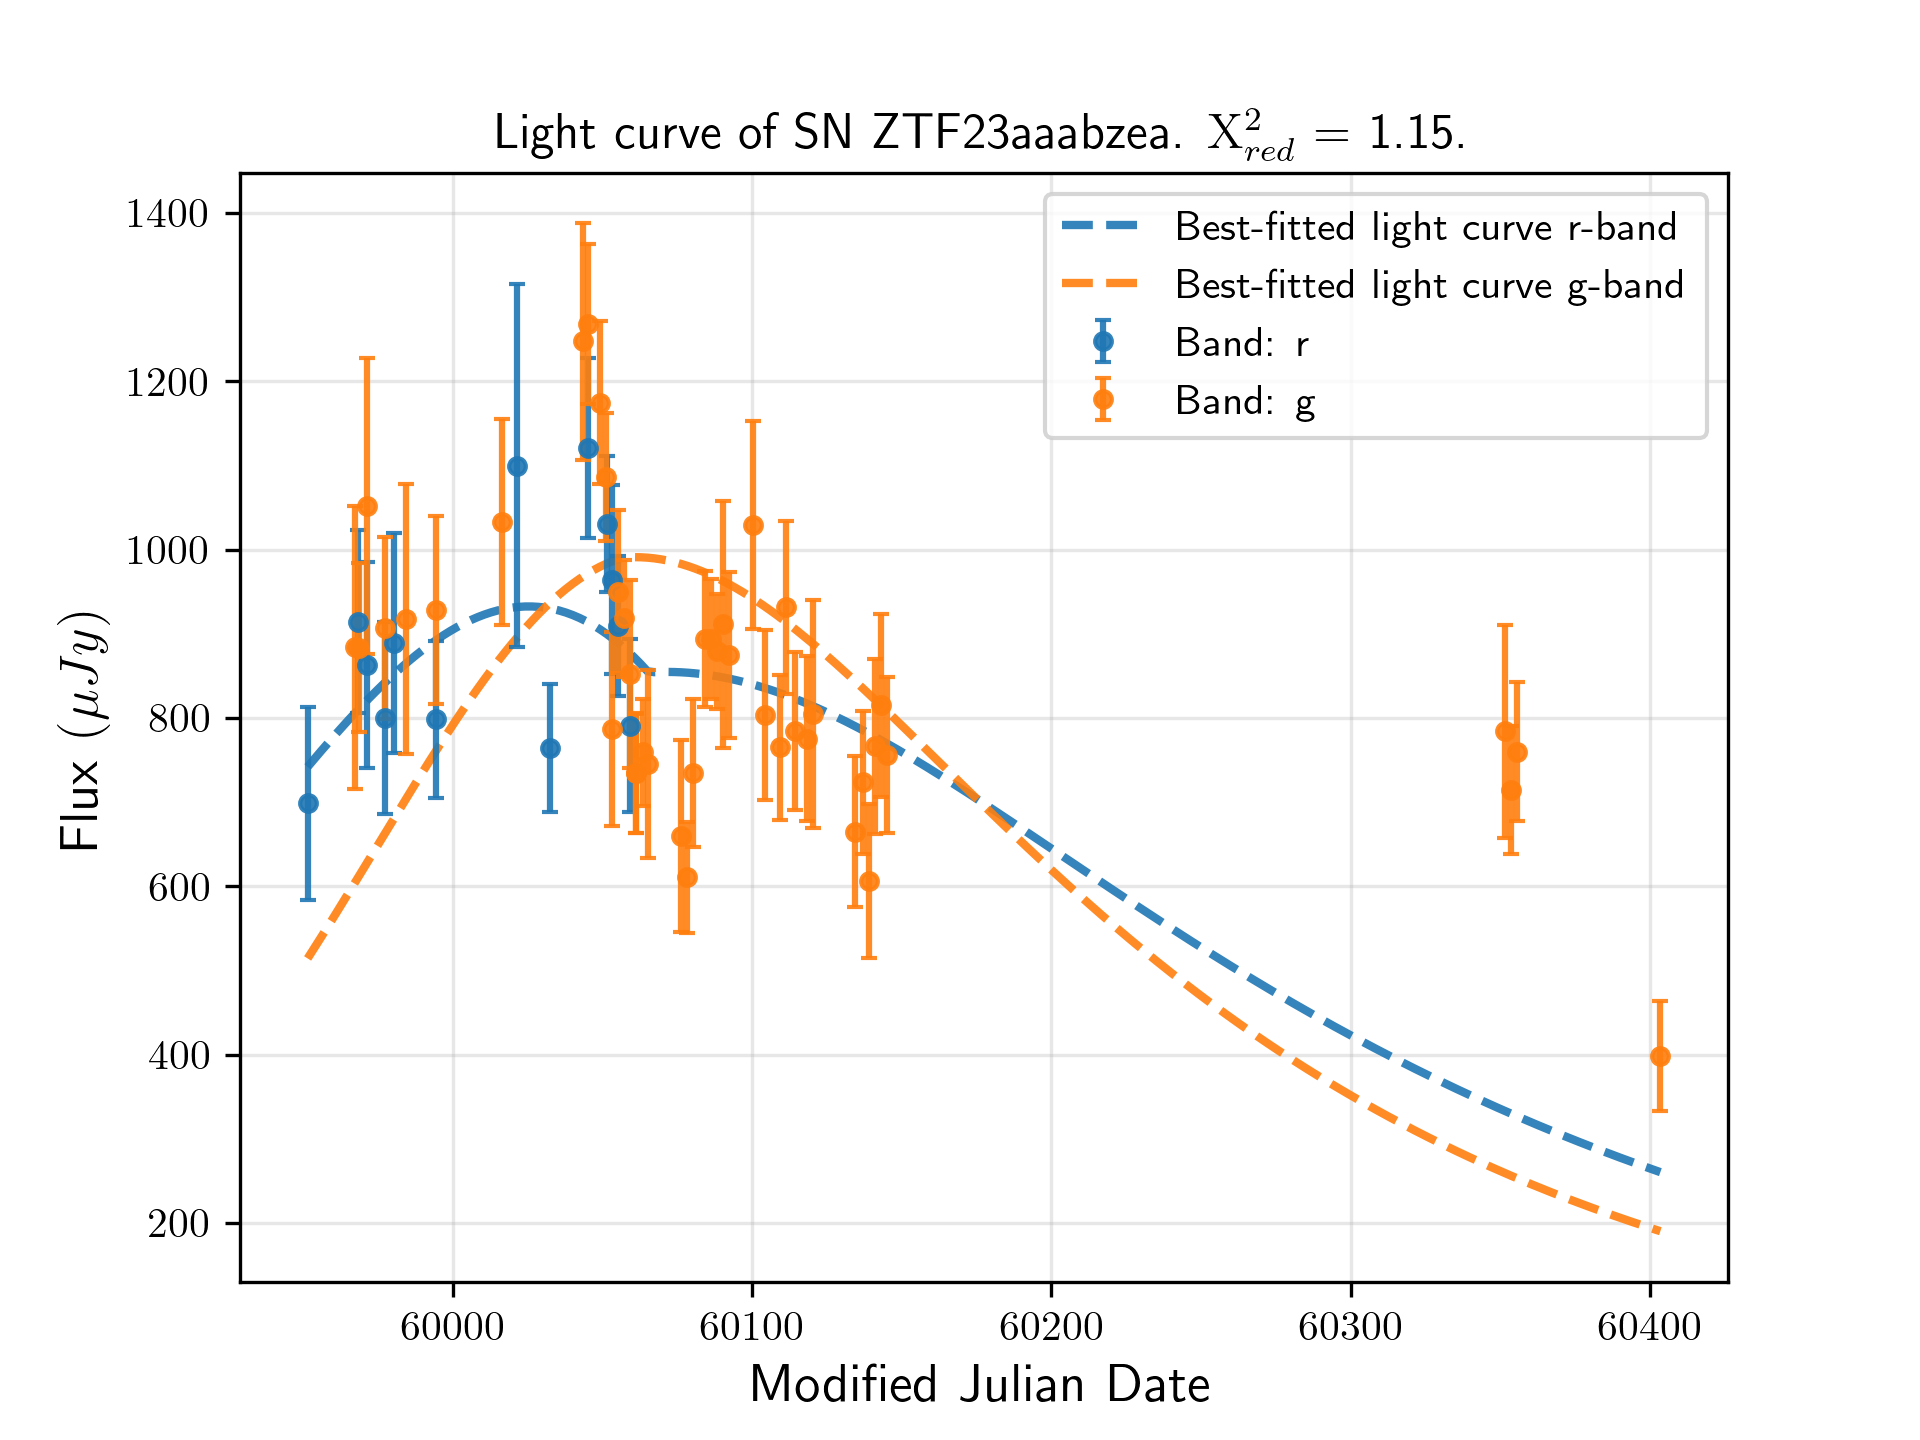 Light curve of SN ZTF23aaabzea. X²_red = 1.15.
1400
1200
1000
800
600
400
200
Flux (μJy)
Best-fitted light curve r-band
Best-fitted light curve g-band
Band: r
Band: g
60000 60100 60200 60300 60400
Modified Julian Date